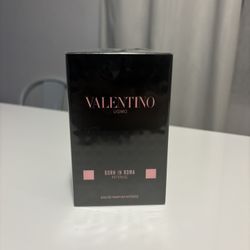 VALENTINO
UOMO
BORN IN ROMA
INTENSE
EAU DE PARFUM INTENSE